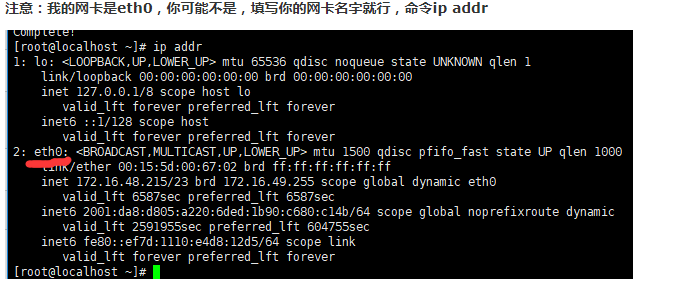 注意：我的网卡是eth0，你可能不是，填写你的网卡名字就行，命令ip addr
Complete!
[root@localhost ~]# ip addr
1: lo: <LOOPBACK,UP,LOWER_UP> mtu 65536 qdisc noqueue state UNKNOWN qlen 1
link/loopback 00:00:00:00:00:00 brd 00:00:00:00:00:00
inet 127.0.0.1/8 scope host lo
valid_lft forever preferred_lft forever
inet6 ::1/128 scope host
valid_lft forever preferred_lft forever
2: eth0: <BROADCAST,MULTICAST,UP,LOWER_UP> mtu 1500 qdisc pfifo_fast state UP qlen 1000
link/ether 00:15:5d:00:67:02 brd ff:ff:ff:ff:ff:ff
inet 172.16.48.215/23 brd 172.16.49.255 scope global dynamic eth0
valid_lft 6587sec preferred_lft 6587sec
inet6 2001:da8:d805:a220:6ded:1b90:c680:c14b/64 scope global noprefixroute dynamic
valid_lft 2591955sec preferred_lft 604755sec
inet6 fe80::ef7d:1110:e4d8:12d5/64 scope link
valid_lft forever preferred_lft forever
[root@localhost ~]#